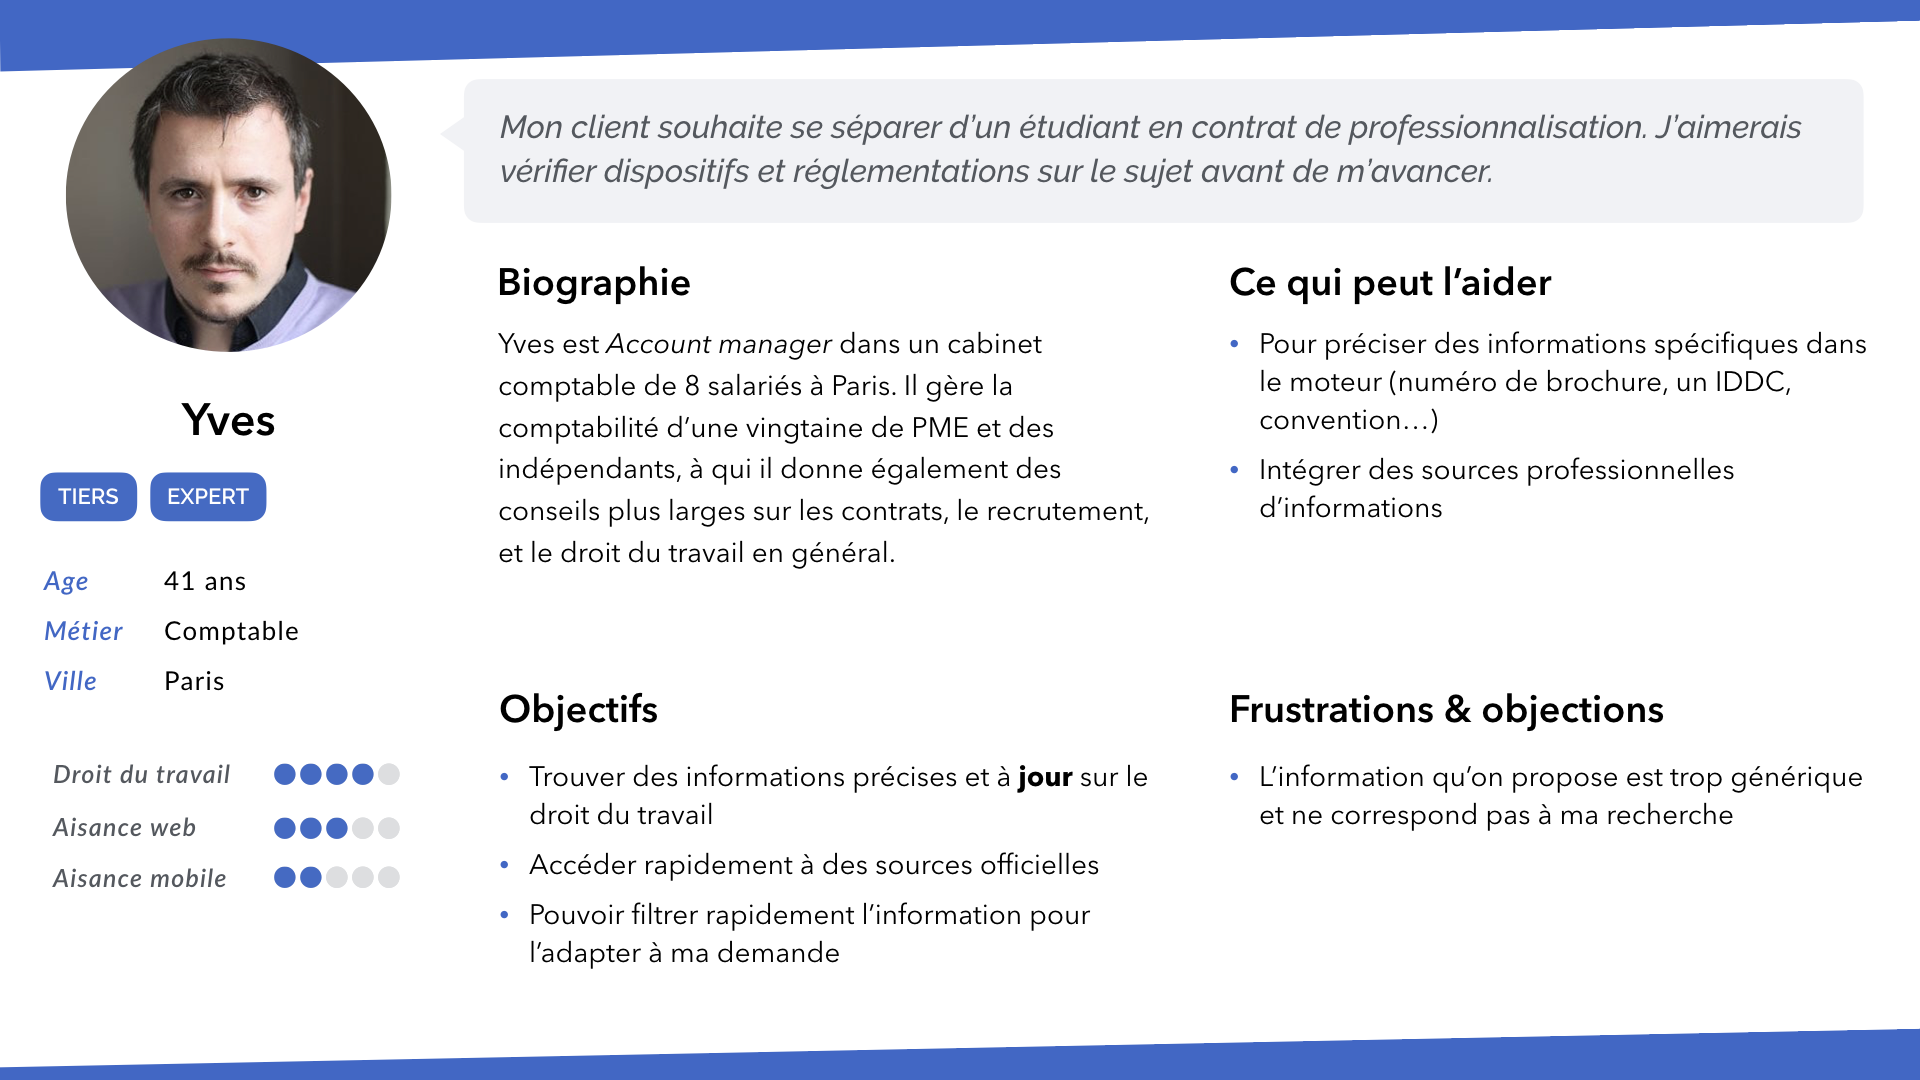 Mon client souhaite se séparer d’un étudiant en contrat de professionnalisation. J’aimerais
vérifier dispositifs et réglementations sur le sujet avant de m’avancer.
Yves
TIERS
EXPERT
Age 41 ans
Métier Comptable
Ville Paris
Droit du travail
Aisance web
Aisance mobile
Biographie
Yves est Account manager dans un cabinet
comptable de 8 salariés à Paris. Il gère la
comptabilité d’une vingtaine de PME et des
indépendants, à qui il donne également des
conseils plus larges sur les contrats, le recrutement,
et le droit du travail en général.
Ce qui peut l’aider
• Pour préciser des informations spécifiques dans
le moteur (numéro de brochure, un IDDC,
convention…)
• Intégrer des sources professionnelles
d’informations
Objectifs
• Trouver des informations précises et à jour sur le
droit du travail
• Accéder rapidement à des sources officielles
• Pouvoir filtrer rapidement l’information pour
l’adapter à ma demande
Frustrations & objections
• L’information qu’on propose est trop générique
et ne correspond pas à ma recherche